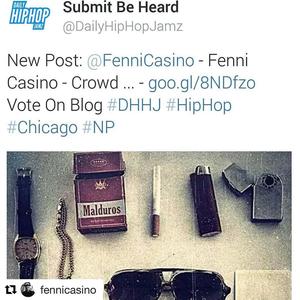 DAILY
HIPHOP
JAMZ
Submit Be Heard
@DailyHipHopJamz
New Post: @FenniCasino - Fenni
Casino - Crowd ... - goo.gl/8NDfzo
Vote On Blog #DHHJ #HipHop
#Chicago #NP
Malduros
fennicasino